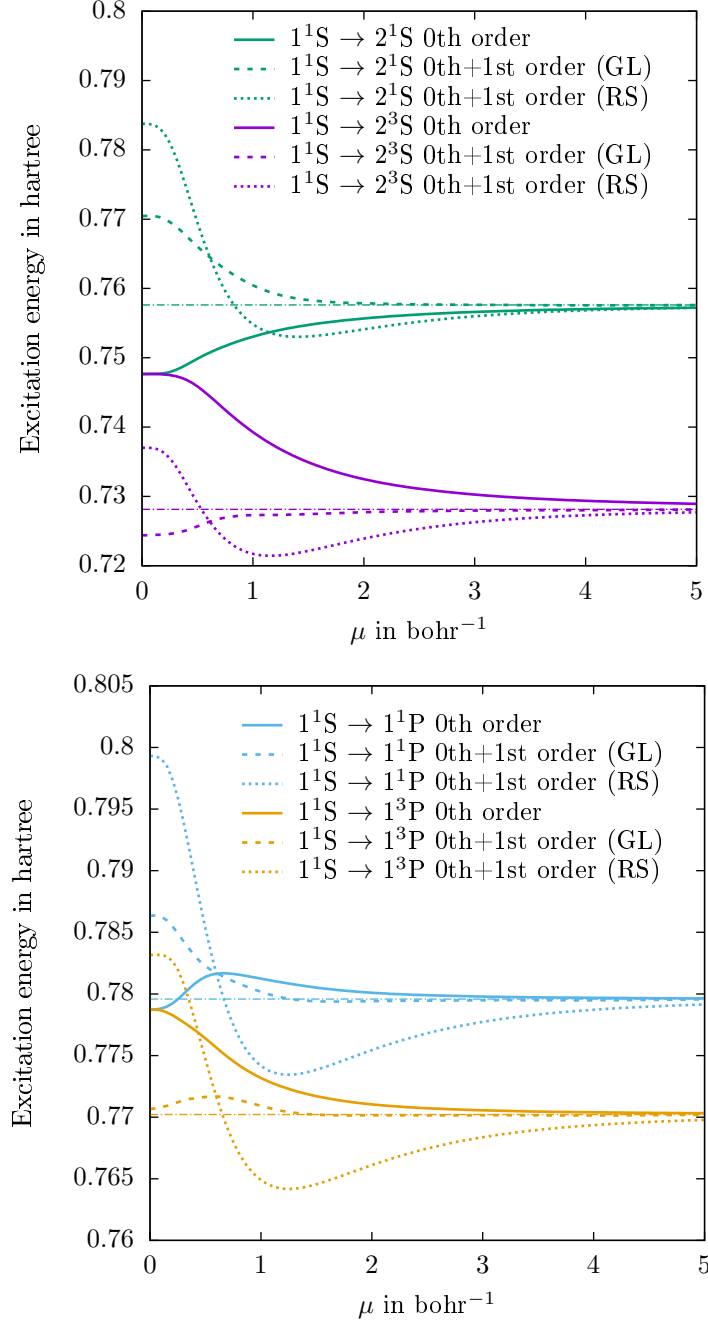 0.8
0.79
0.78
0.77
0.76
0.75
0.74
0.73
0.72
Excitation energy in hartree
1¹S → 2¹S 0th order
1¹S → 2¹S 0th+1st order (GL)
1¹S → 2¹S 0th+1st order (RS)
1¹S → 2³S 0th order
1¹S → 2³S 0th+1st order (GL)
1¹S → 2³S 0th+1st order (RS)
0 1 2 3 4 5
μ in bohr⁻¹
0.805
0.8
0.795
0.79
0.785
0.78
0.775
0.77
0.765
0.76
Excitation energy in hartree
1¹S → 1¹P 0th order
1¹S → 1¹P 0th+1st order (GL)
1¹S → 1¹P 0th+1st order (RS)
1¹S → 1³P 0th order
1¹S → 1³P 0th+1st order (GL)
1¹S → 1³P 0th+1st order (RS)
0 1 2 3 4 5
μ in bohr⁻¹